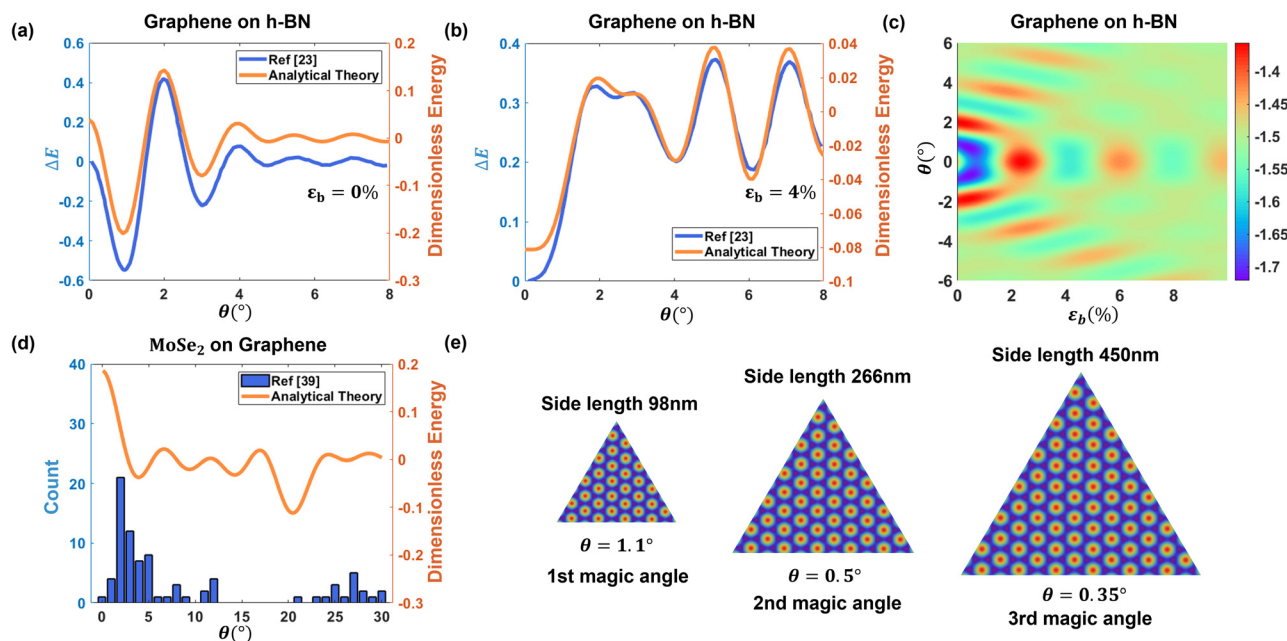 (a)
Graphene on h-BN
Ref [23]
Analytical Theory
0.6
0.4
0.2
0
-0.2
-0.4
-0.6
ΔE
0.2
0.1
0
-0.1
-0.2
-0.3
Dimensionless Energy
ε_b = 0%
0 2 4 6 8
θ(°)
(b)
Graphene on h-BN
0.4
0.3
0.2
0.1
0
ΔE
0.04
0.02
0
-0.02
-0.04
-0.06
-0.08
-0.1
Dimensionless Energy
ε_b = 4%
Ref [23]
Analytical Theory
0 2 4 6 8
θ(°)
(c)
Graphene on h-BN
6
4
2
0
-2
-4
-6
θ(°)
0 2 4 6 8
ε_b(%)
-1.4
-1.45
-1.5
-1.55
-1.6
-1.65
-1.7
(d)
MoSe₂ on Graphene
Ref [39]
Analytical Theory
40
30
20
10
0
Count
0.2
0.1
0
-0.1
-0.2
-0.3
Dimensionless Energy
0 5 10 15 20 25 30
θ(°)
(e)
Side length 98nm
θ = 1.1°
1st magic angle
Side length 266nm
θ = 0.5°
2nd magic angle
Side length 450nm
θ = 0.35°
3rd magic angle